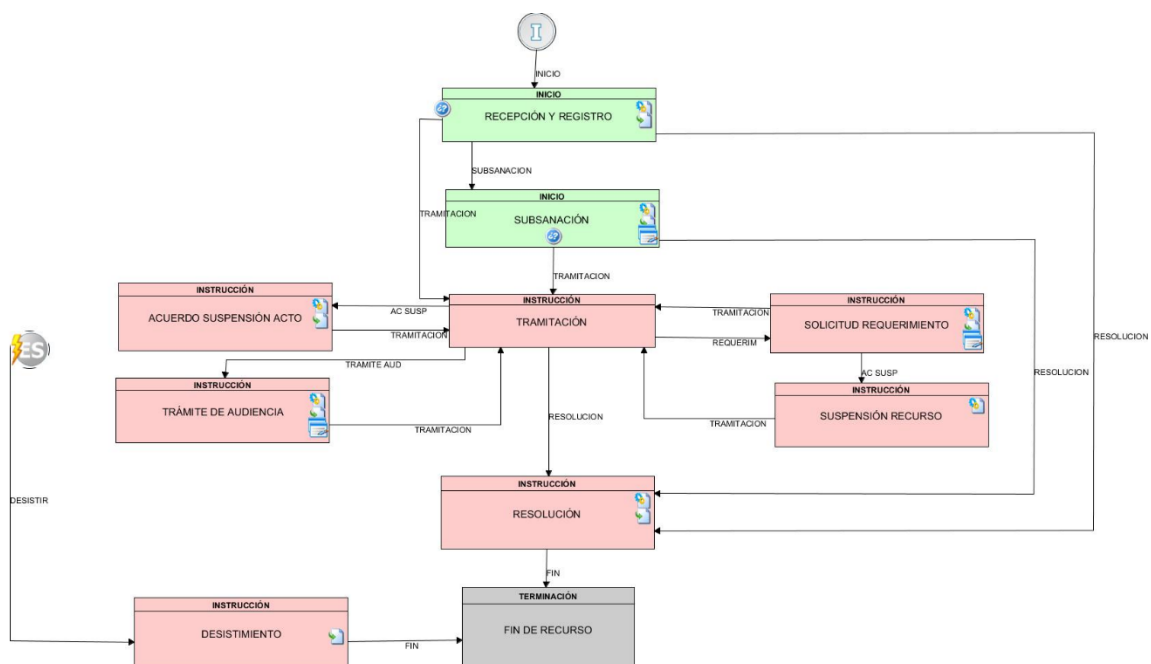 I
INICIO
INICIO
RECEPCIÓN Y REGISTRO
SUBSANACION
TRAMITACION
INICIO
SUBSANACIÓN
TRAMITACION
INSTRUCCIÓN
ACUERDO SUSPENSIÓN ACTO
AC SUSP
TRAMITACION
INSTRUCCIÓN
TRAMITACIÓN
TRAMITACION
REQUERIM
INSTRUCCIÓN
SOLICITUD REQUERIMIENTO
RESOLUCION
RESOLUCION
ES
TRAMITE AUD
INSTRUCCIÓN
TRÁMITE DE AUDIENCIA
TRAMITACION
RESOLUCION
AC SUSP
INSTRUCCIÓN
SUSPENSIÓN RECURSO
TRAMITACION
DESISTIR
INSTRUCCIÓN
RESOLUCIÓN
FIN
INSTRUCCIÓN
DESISTIMIENTO
FIN
TERMINACIÓN
FIN DE RECURSO